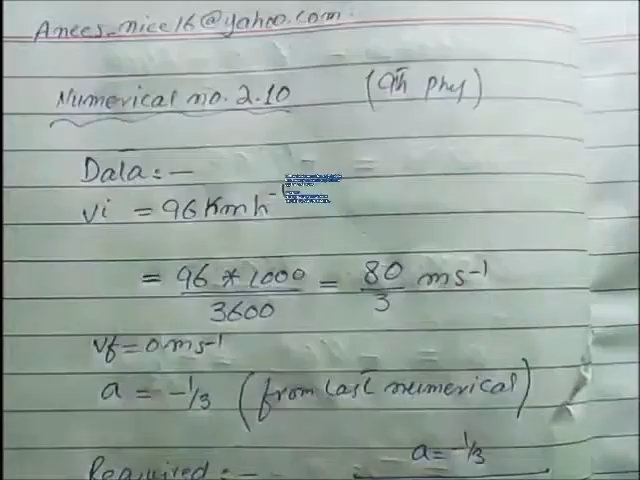 Anees_nice16@yahoo.com.
Numerical no. 2.10 (9th phy)
Data:-
vi = 96 Kmh-1
= 96 * 1000 / 3600 = 80 / 3 ms-1
vf = 0 ms-1
a = -1/3 (from last numerical)
a = -1/3
Required:-